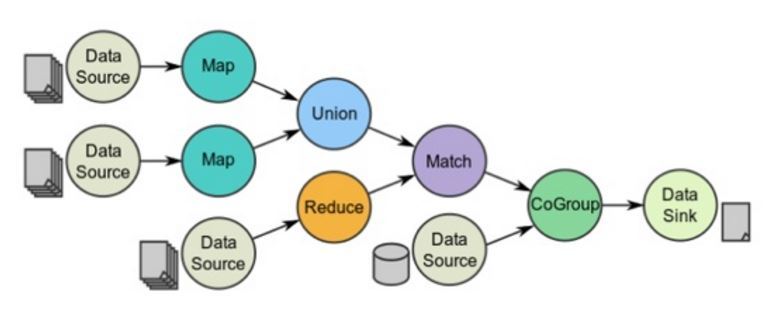 Data
Source
Map
Union
Data
Source
Map
Match
Reduce
CoGroup
Data
Sink
Data
Source
Data
Source